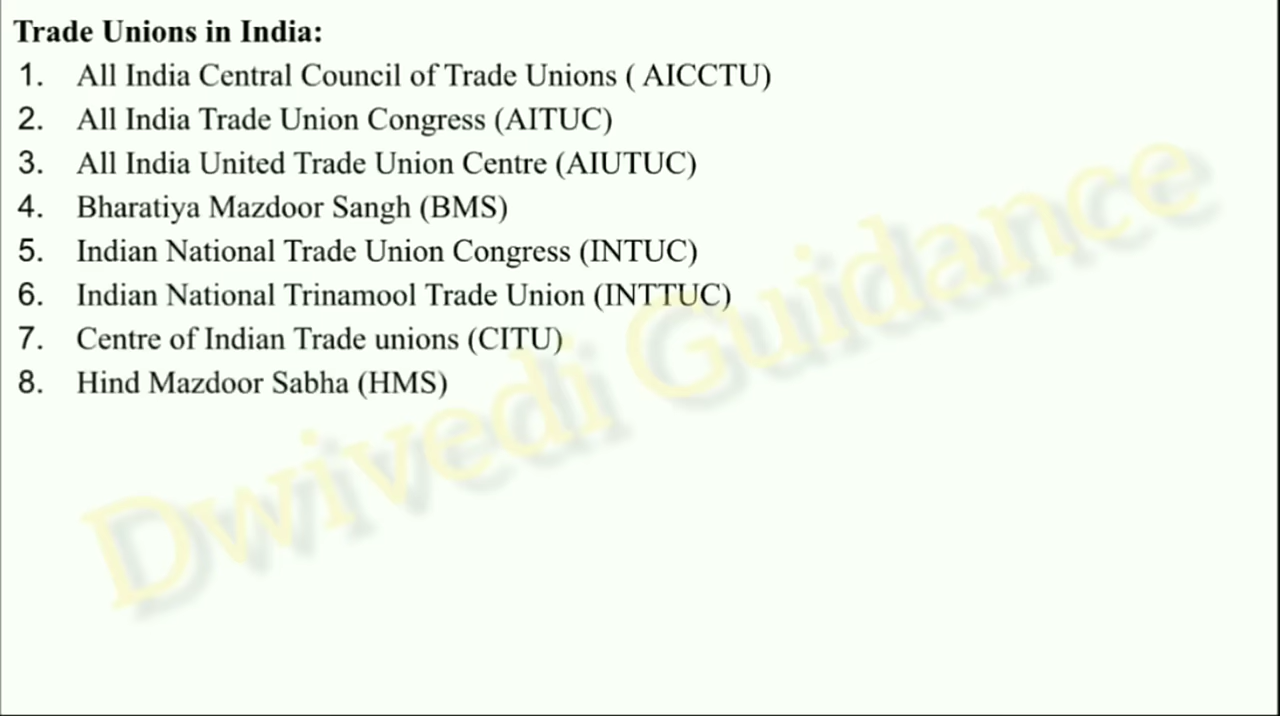 Trade Unions in India:
1. All India Central Council of Trade Unions ( AICCTU)
2. All India Trade Union Congress (AITUC)
3. All India United Trade Union Centre (AIUTUC)
4. Bharatiya Mazdoor Sangh (BMS)
5. Indian National Trade Union Congress (INTUC)
6. Indian National Trinamool Trade Union (INTTUC)
7. Centre of Indian Trade unions (CITU)
8. Hind Mazdoor Sabha (HMS)
Dwivedi Guidance